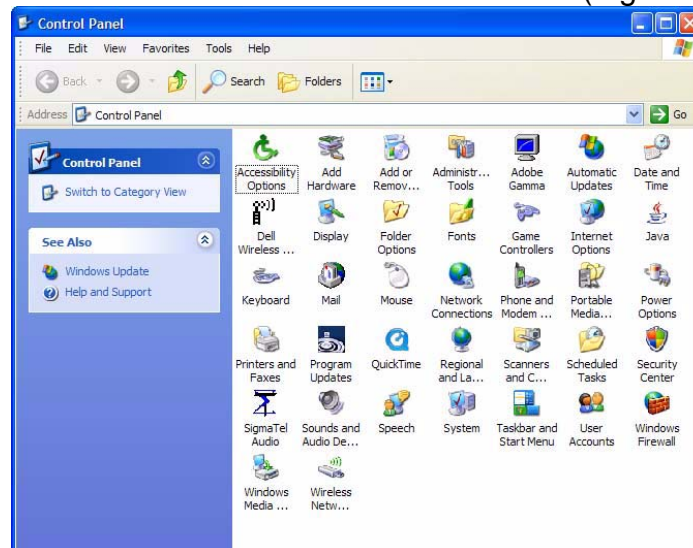 Control Panel
File Edit View Favorites Tools Help
Back Search Folders
Address Control Panel Go
Control Panel
Switch to Category View
See Also
Windows Update
Help and Support
Accessibility Options
Add Hardware
Add or Remov...
Administr... Tools
Adobe Gamma
Automatic Updates
Date and Time
Dell Wireless ...
Display
Folder Options
Fonts
Game Controllers
Internet Options
Java
Keyboard
Mail
Mouse
Network Connections
Phone and Modem ...
Portable Media...
Power Options
Printers and Faxes
Program Updates
QuickTime
Regional and La...
Scanners and C...
Scheduled Tasks
Security Center
SigmaTel Audio
Sounds and Audio De...
Speech
System
Taskbar and Start Menu
User Accounts
Windows Firewall
Windows Media ...
Wireless Netw...